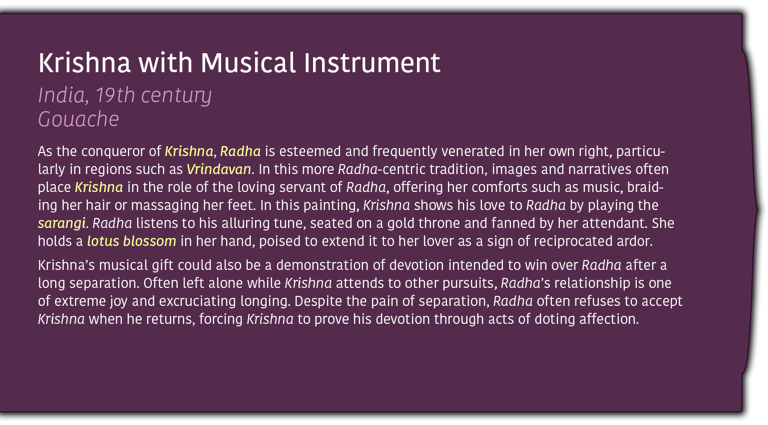 Krishna with Musical Instrument
India, 19th century
Gouache
As the conqueror of Krishna, Radha is esteemed and frequently venerated in her own right, particu-
larly in regions such as Vrindavan. In this more Radha-centric tradition, images and narratives often
place Krishna in the role of the loving servant of Radha, offering her comforts such as music, braid-
ing her hair or massaging her feet. In this painting, Krishna shows his love to Radha by playing the
sarangi. Radha listens to his alluring tune, seated on a gold throne and fanned by her attendant. She
holds a lotus blossom in her hand, poised to extend it to her lover as a sign of reciprocated ardor.
Krishna's musical gift could also be a demonstration of devotion intended to win over Radha after a
long separation. Often left alone while Krishna attends to other pursuits, Radha's relationship is one
of extreme joy and excruciating longing. Despite the pain of separation, Radha often refuses to accept
Krishna when he returns, forcing Krishna to prove his devotion through acts of doting affection.